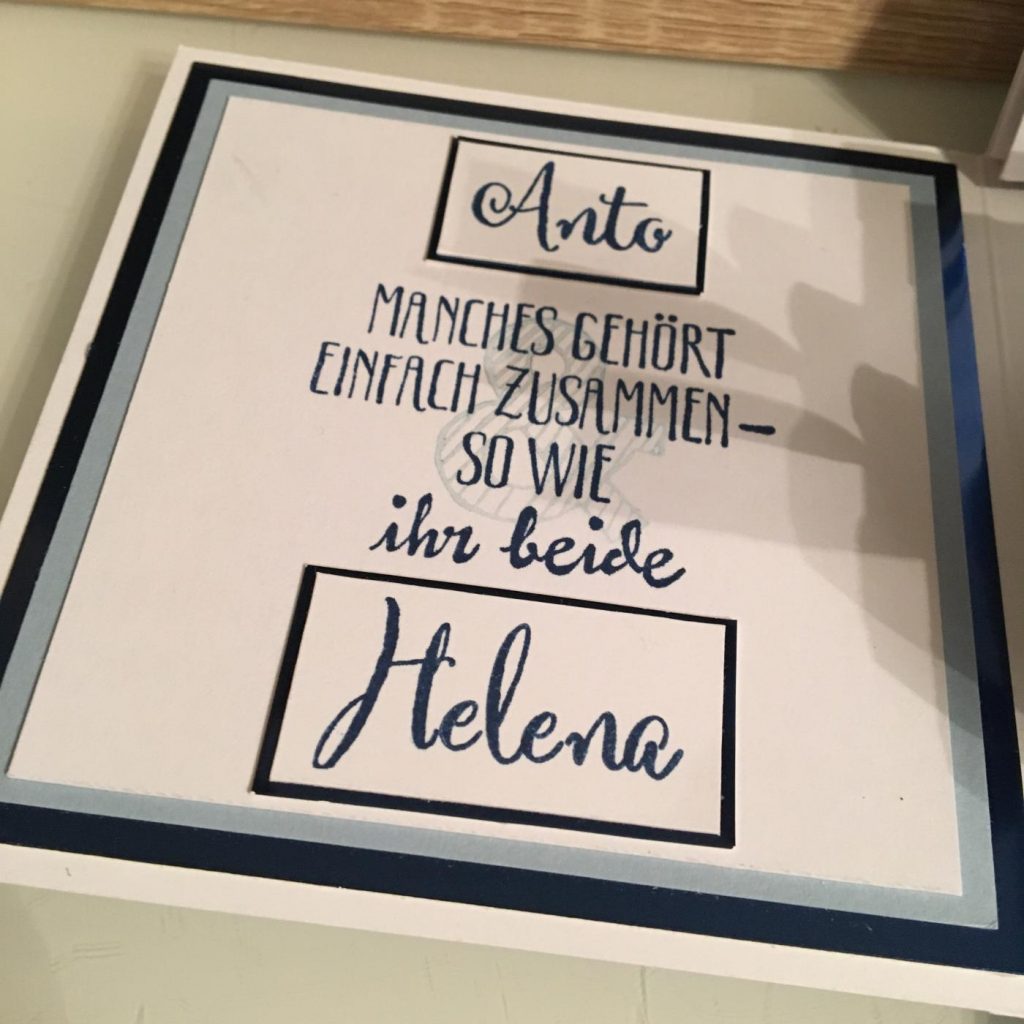 Anto
MANCHES GEHÖRT
EINFACH ZUSAMMEN –
SO WIE
ihr beide
&
Helena